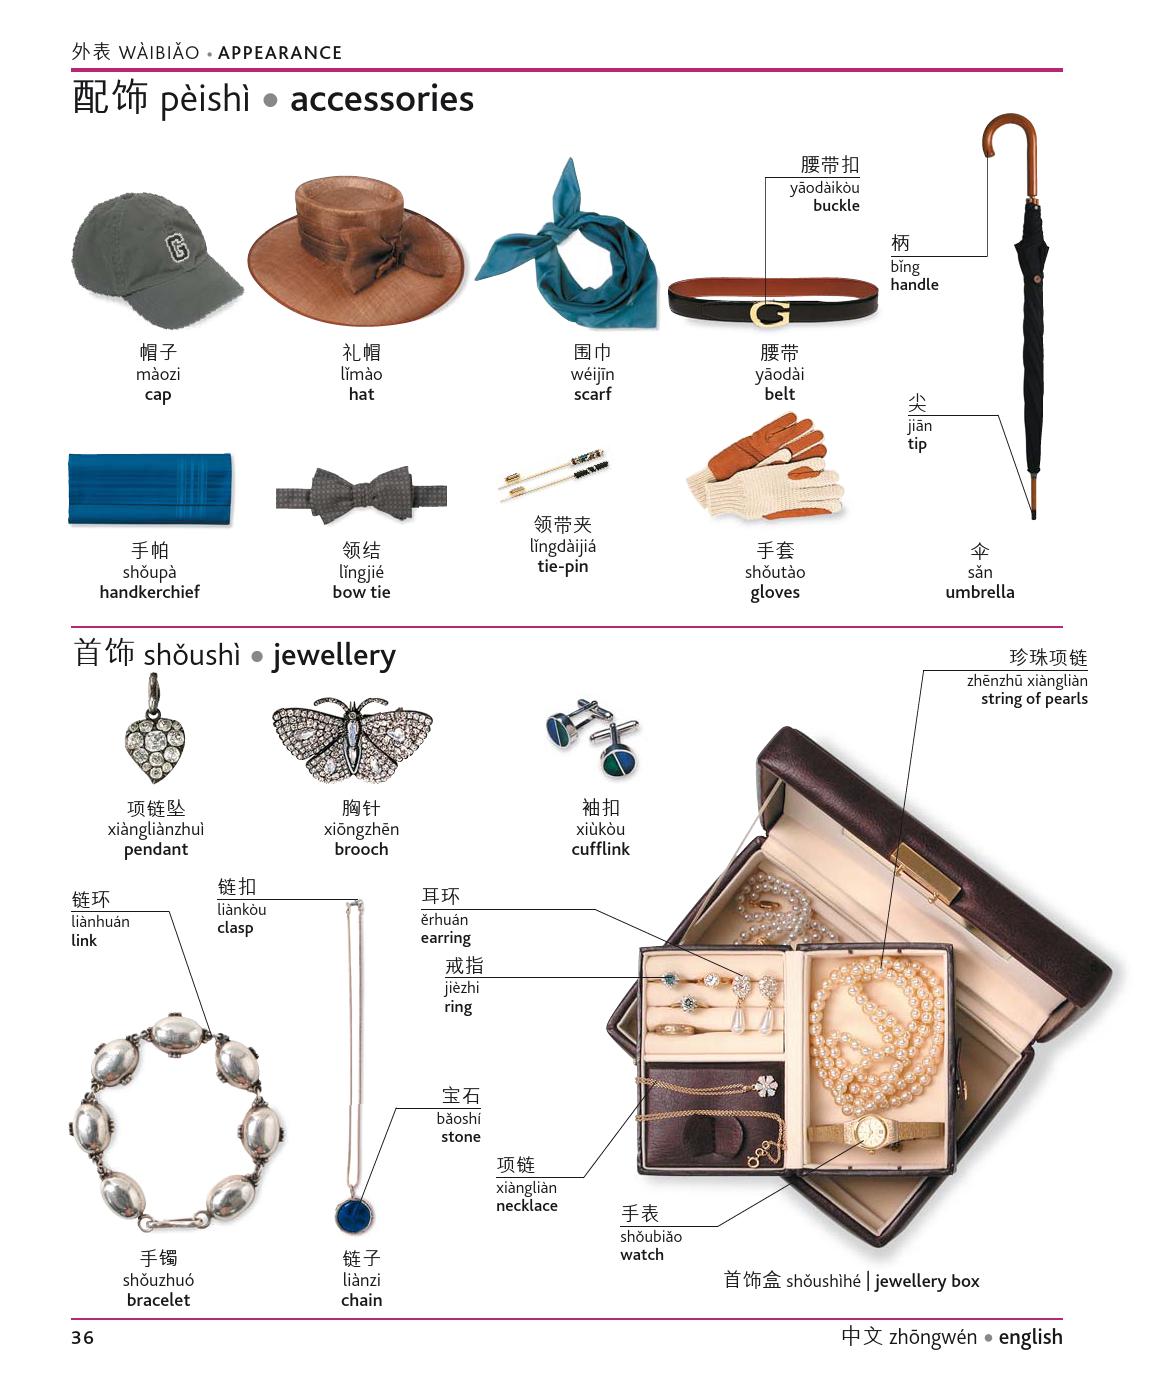 外表 WÀIBIǍO • APPEARANCE
配饰 pèishì • accessories
腰带扣
yāodàikòu
buckle
柄
bǐng
handle
G
G
帽子
màozi
cap
礼帽
lǐmào
hat
围巾
wéijīn
scarf
腰带
yāodài
belt
尖
jiān
tip
手帕
shǒupà
handkerchief
领结
lǐngjié
bow tie
领带夹
lǐngdàijiá
tie-pin
手套
shǒutào
gloves
伞
sǎn
umbrella
首饰 shǒushì • jewellery
珍珠项链
zhēnzhū xiàngliàn
string of pearls
项链坠
xiàngliànzhuì
pendant
胸针
xiōngzhēn
brooch
袖扣
xiùkòu
cufflink
链环
liànhuán
link
链扣
liànkòu
clasp
耳环
ěrhuán
earring
戒指
jièzhi
ring
宝石
bǎoshí
stone
项链
xiàngliàn
necklace
手表
shǒubiǎo
watch
手镯
shǒuzhuó
bracelet
链子
liànzi
chain
首饰盒 shǒushìhé | jewellery box
36
中文 zhōngwén • english